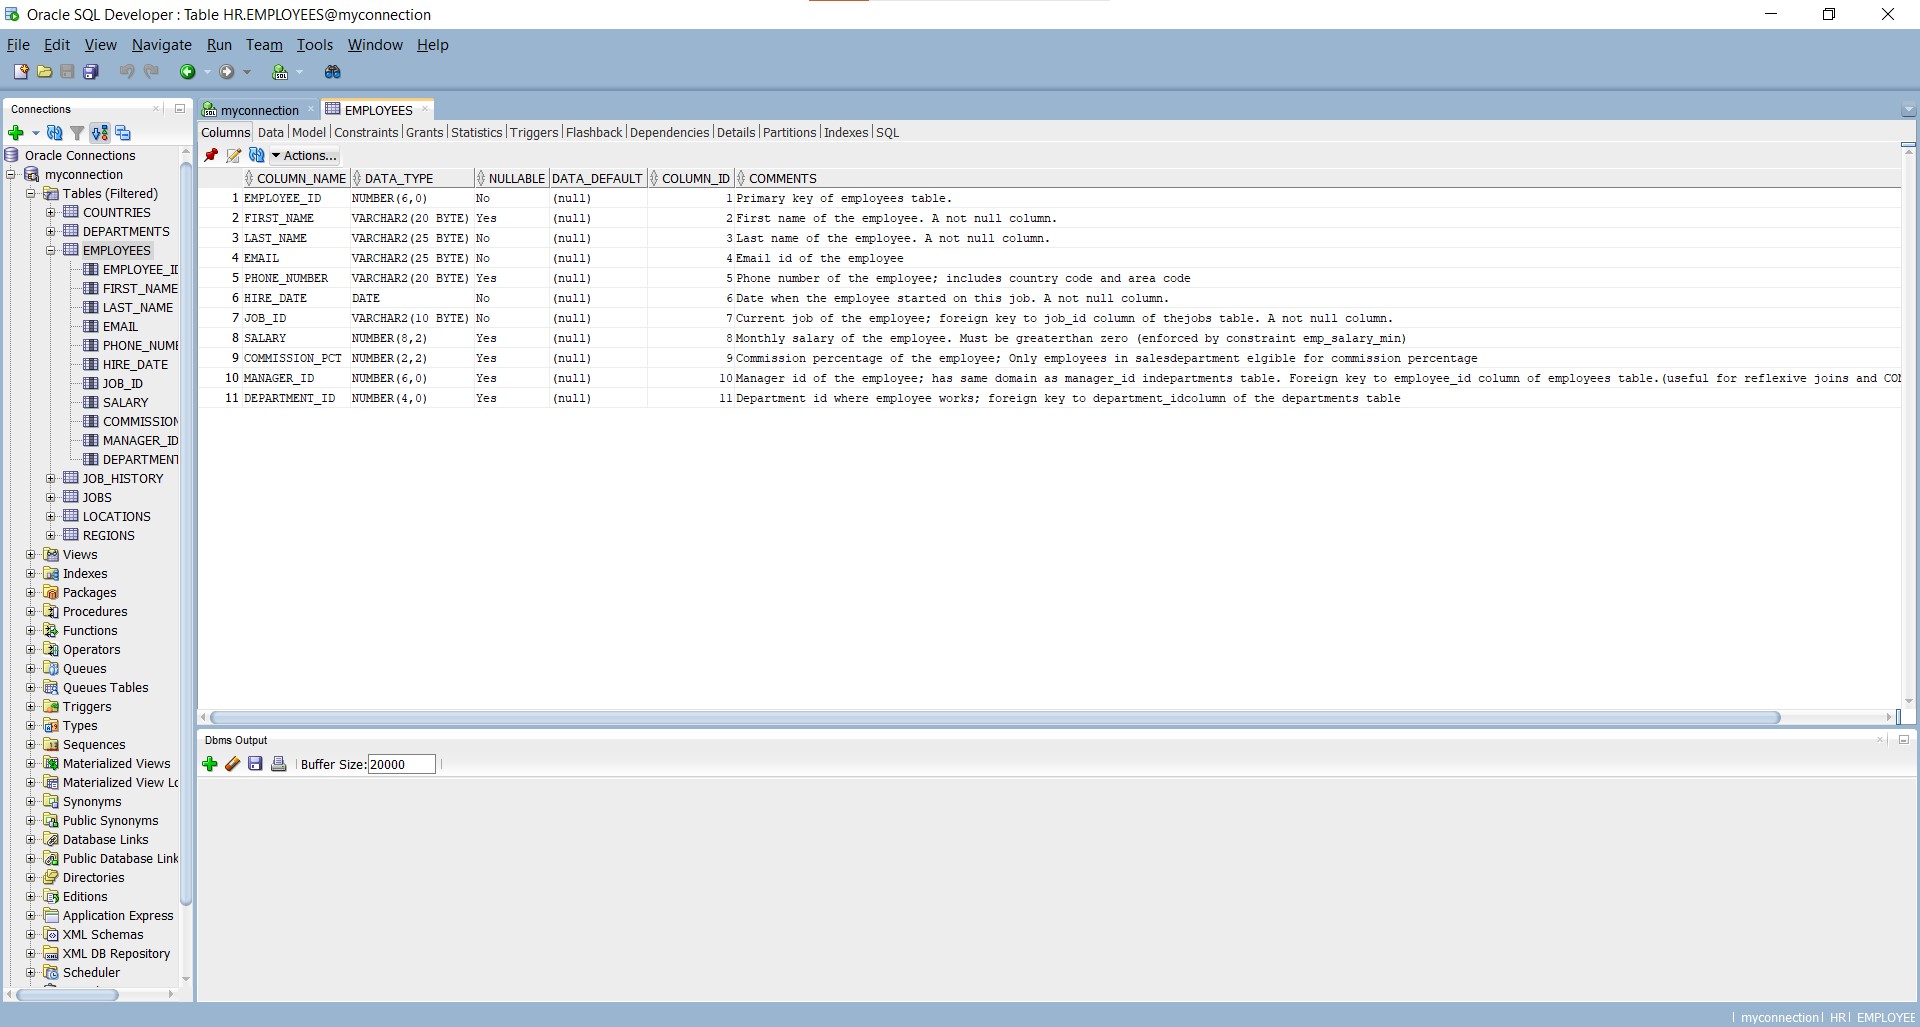 Oracle SQL Developer : Table HR.EMPLOYEES@myconnection
File Edit View Navigate Run Team Tools Window Help
Connections
Oracle Connections
myconnection
Tables (Filtered)
COUNTRIES
DEPARTMENTS
EMPLOYEES
EMPLOYEE_ID
FIRST_NAME
LAST_NAME
EMAIL
PHONE_NUME
HIRE_DATE
JOB_ID
SALARY
COMMISSION
MANAGER_ID
DEPARTMENT
JOB_HISTORY
JOBS
LOCATIONS
REGIONS
Views
Indexes
Packages
Procedures
Functions
Operators
Queues
Queues Tables
Triggers
Types
Sequences
Materialized Views
Materialized View Lo
Synonyms
Public Synonyms
Database Links
Public Database Link
Directories
Editions
Application Express
XML Schemas
XML DB Repository
Scheduler
myconnection EMPLOYEES
Columns Data Model Constraints Grants Statistics Triggers Flashback Dependencies Details Partitions Indexes SQL
Actions...
COLUMN_NAME DATA_TYPE NULLABLE DATA_DEFAULT COLUMN_ID COMMENTS
1 EMPLOYEE_ID NUMBER(6,0) No (null) 1 Primary key of employees table.
2 FIRST_NAME VARCHAR2(20 BYTE) Yes (null) 2 First name of the employee. A not null column.
3 LAST_NAME VARCHAR2(25 BYTE) No (null) 3 Last name of the employee. A not null column.
4 EMAIL VARCHAR2(25 BYTE) No (null) 4 Email id of the employee
5 PHONE_NUMBER VARCHAR2(20 BYTE) Yes (null) 5 Phone number of the employee; includes country code and area code
6 HIRE_DATE DATE No (null) 6 Date when the employee started on this job. A not null column.
7 JOB_ID VARCHAR2(10 BYTE) No (null) 7 Current job of the employee; foreign key to job_id column of thejobs table. A not null column.
8 SALARY NUMBER(8,2) Yes (null) 8 Monthly salary of the employee. Must be greaterthan zero (enforced by constraint emp_salary_min)
9 COMMISSION_PCT NUMBER(2,2) Yes (null) 9 Commission percentage of the employee; Only employees in salesdepartment elgible for commission percentage
10 MANAGER_ID NUMBER(6,0) Yes (null) 10 Manager id of the employee; has same domain as manager_id indepartments table. Foreign key to employee_id column of employees table.(useful for reflexive joins and CON
11 DEPARTMENT_ID NUMBER(4,0) Yes (null) 11 Department id where employee works; foreign key to department_idcolumn of the departments table
Dbms Output
Buffer Size: 20000
myconnection HR EMPLOYEE